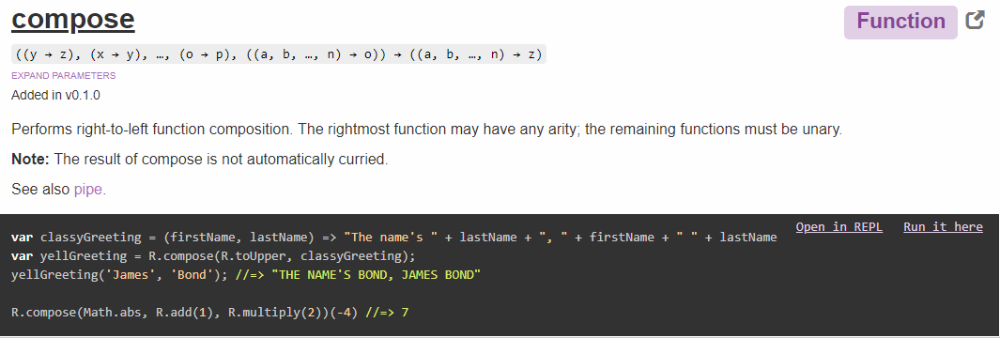 compose
Function
((y → z), (x → y), …, (o → p), ((a, b, …, n) → o)) → ((a, b, …, n) → z)
EXPAND PARAMETERS
Added in v0.1.0
Performs right-to-left function composition. The rightmost function may have any arity; the remaining functions must be unary.
Note: The result of compose is not automatically curried.
See also pipe.
Open in REPL Run it here
var classyGreeting = (firstName, lastName) => "The name's " + lastName + ", " + firstName + " " + lastName
var yellGreeting = R.compose(R.toUpper, classyGreeting);
yellGreeting('James', 'Bond'); //=> "THE NAME'S BOND, JAMES BOND"
R.compose(Math.abs, R.add(1), R.multiply(2))(-4) //=> 7